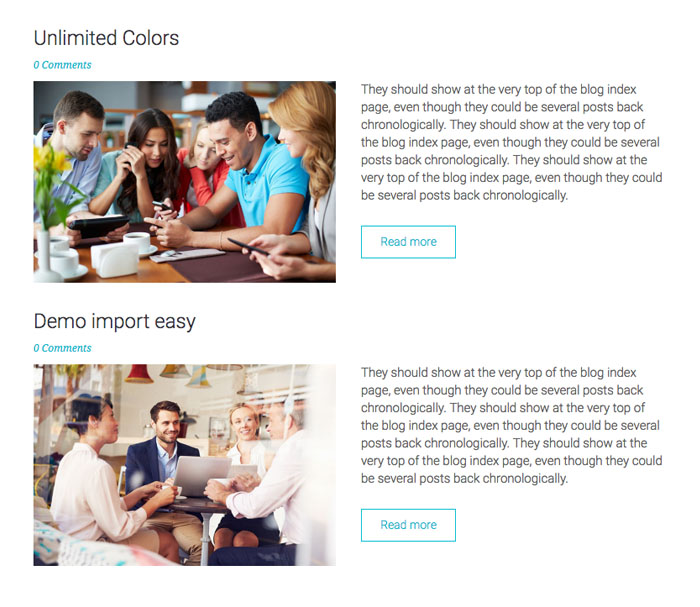 Unlimited Colors
0 Comments
They should show at the very top of the blog index
page, even though they could be several posts back
chronologically. They should show at the very top of
the blog index page, even though they could be several
posts back chronologically. They should show at the
very top of the blog index page, even though they could
be several posts back chronologically.
Read more
Demo import easy
0 Comments
They should show at the very top of the blog index
page, even though they could be several posts back
chronologically. They should show at the very top of
the blog index page, even though they could be several
posts back chronologically. They should show at the
very top of the blog index page, even though they could
be several posts back chronologically.
Read more